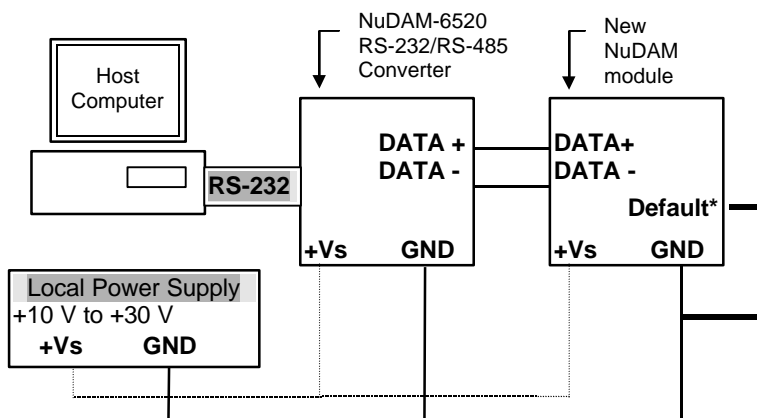 NuDAM-6520
RS-232/RS-485
Converter
New
NuDAM
module
Host
Computer
DATA +
DATA -
DATA+
DATA -
RS-232
Default*
+Vs GND
+Vs GND
Local Power Supply
+10 V to +30 V
+Vs GND